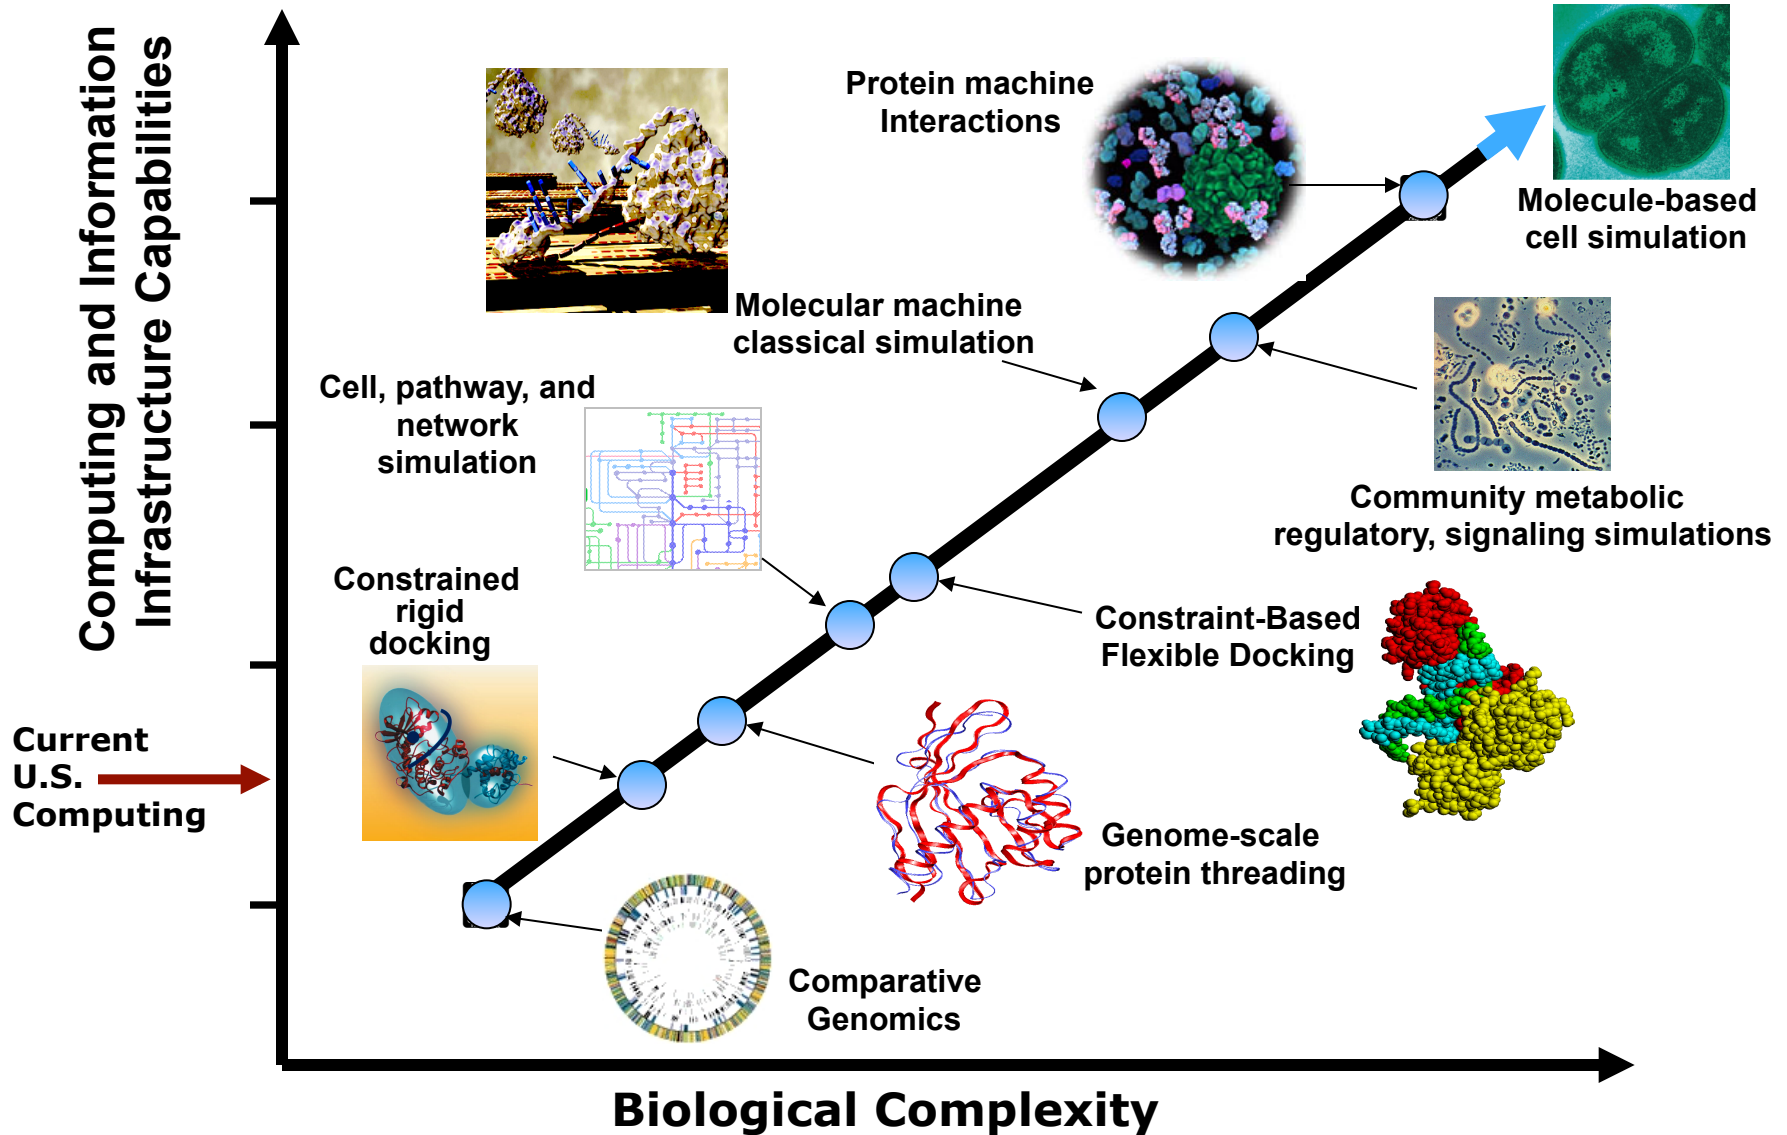 Computing and Information
Infrastructure Capabilities
Protein machine
Interactions
Molecule-based
cell simulation
Molecular machine
classical simulation
Cell, pathway, and
network
simulation
Community metabolic
regulatory, signaling simulations
Constrained
rigid
docking
Constraint-Based
Flexible Docking
Current
U.S.
Computing
Genome-scale
protein threading
Comparative
Genomics
Biological Complexity